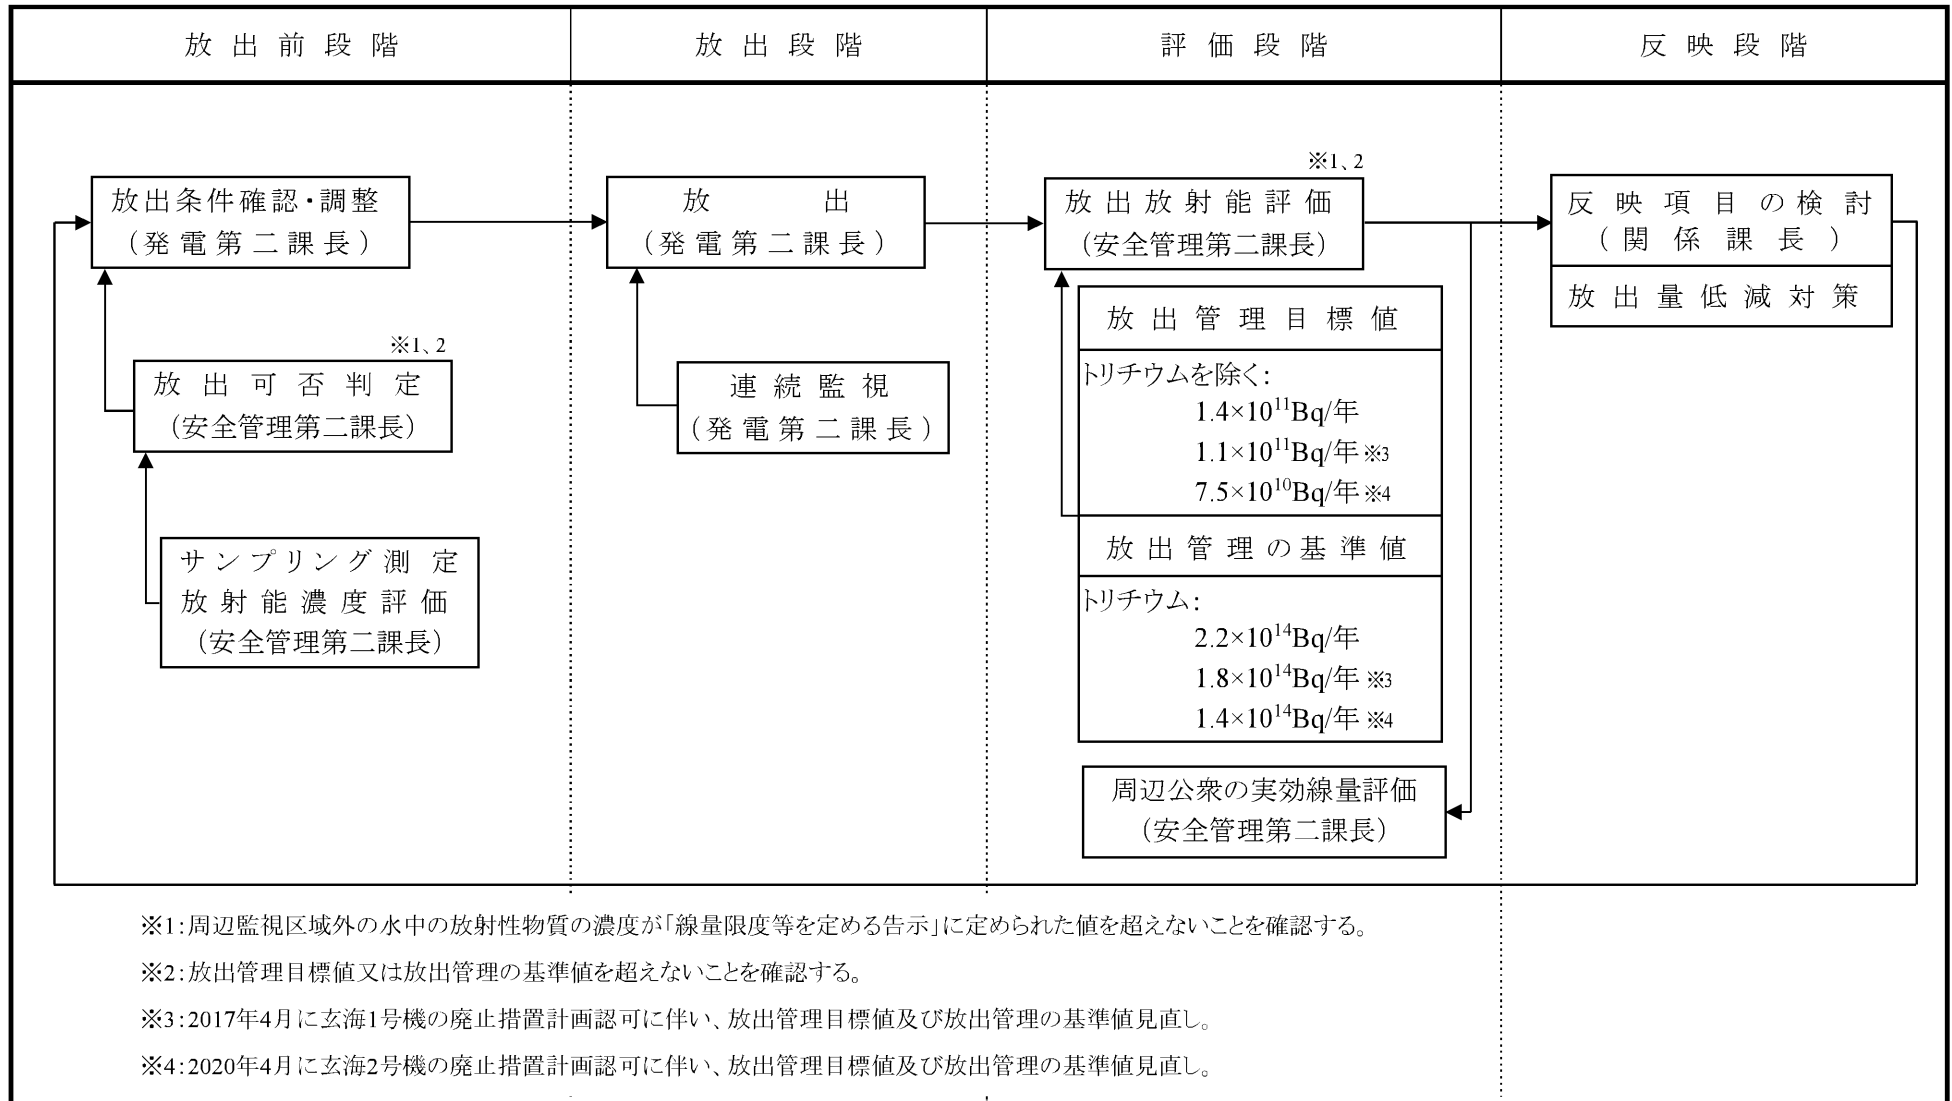 放出前段階
放出段階
評価段階
反映段階
放出条件確認・調整
（発電第二課長）
※1、2
放出可否判定
（安全管理第二課長）
サンプリング測定
放射能濃度評価
（安全管理第二課長）
放出
（発電第二課長）
連続監視
（発電第二課長）
※1、2
放出放射能評価
（安全管理第二課長）
放出管理目標値
トリチウムを除く：
1.4×10¹¹Bq/年
1.1×10¹¹Bq/年※3
7.5×10¹⁰Bq/年※4
放出管理の基準値
トリチウム：
2.2×10¹⁴Bq/年
1.8×10¹⁴Bq/年※3
1.4×10¹⁴Bq/年※4
周辺公衆の実効線量評価
（安全管理第二課長）
反映項目の検討
（関係課長）
放出量低減対策
※1：周辺監視区域外の水中の放射性物質の濃度が「線量限度等を定める告示」に定められた値を超えないことを確認する。
※2：放出管理目標値又は放出管理の基準値を超えないことを確認する。
※3：2017年4月に玄海1号機の廃止措置計画認可に伴い、放出管理目標値及び放出管理の基準値見直し。
※4：2020年4月に玄海2号機の廃止措置計画認可に伴い、放出管理目標値及び放出管理の基準値見直し。